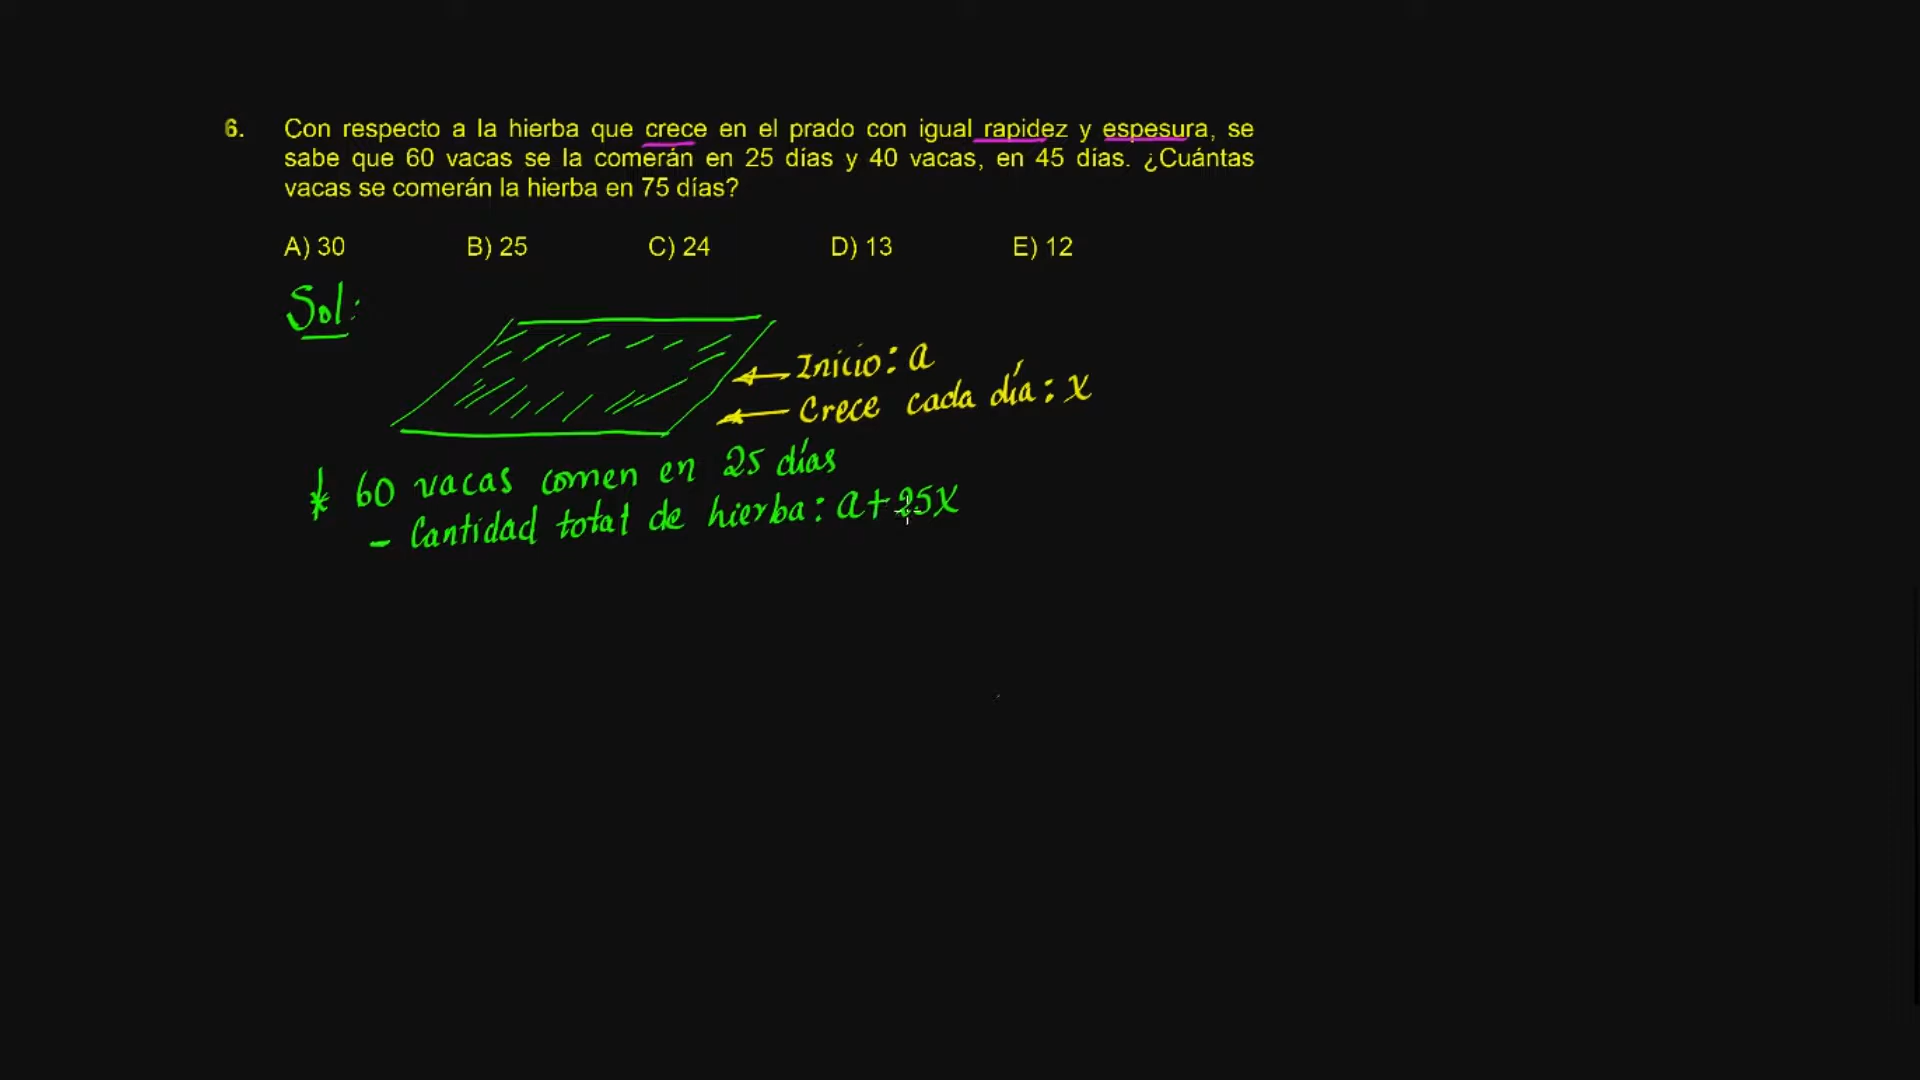 6. Con respecto a la hierba que crece en el prado con igual rapidez y espesura, se
sabe que 60 vacas se la comerán en 25 días y 40 vacas, en 45 días. ¿Cuántas
vacas se comerán la hierba en 75 días?
A) 30 B) 25 C) 24 D) 13 E) 12
Sol:
Inicio: a
Crece cada día: x
* 60 vacas comen en 25 días
- Cantidad total de hierba: a+25x